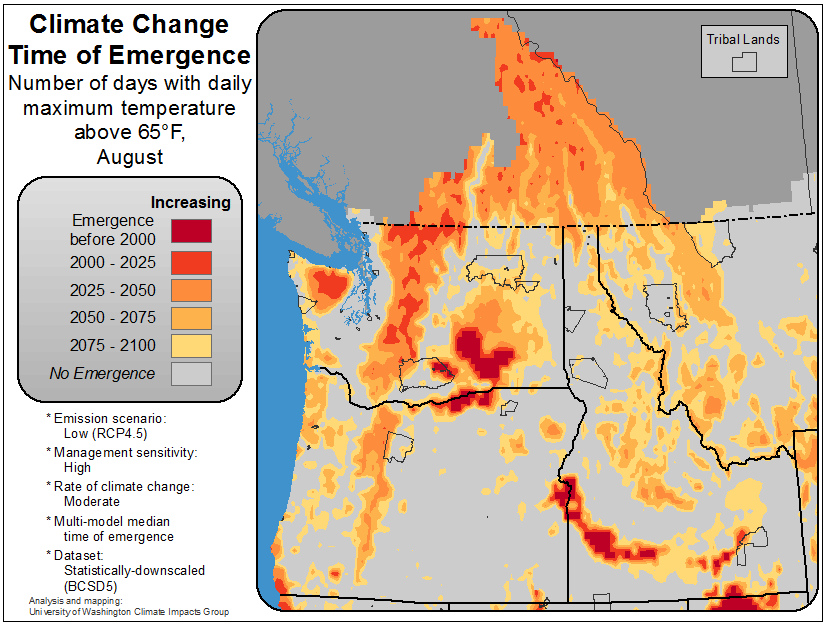 Climate Change
Time of Emergence
Number of days with daily
maximum temperature
above 65°F,
August
Tribal Lands
Increasing
Emergence
before 2000
2000 - 2025
2025 - 2050
2050 - 2075
2075 - 2100
No Emergence
* Emission scenario:
Low (RCP4.5)
* Management sensitivity:
High
* Rate of climate change:
Moderate
* Multi-model median
time of emergence
* Dataset:
Statistically-downscaled
(BCSD5)
Analysis and mapping:
University of Washington Climate Impacts Group